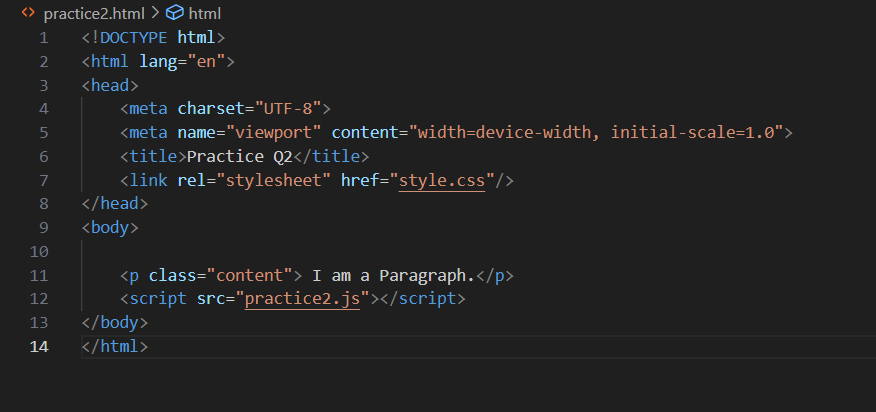 practice2.html > html
1 <!DOCTYPE html>
2 <html lang="en">
3 <head>
4     <meta charset="UTF-8">
5     <meta name="viewport" content="width=device-width, initial-scale=1.0">
6     <title>Practice Q2</title>
7     <link rel="stylesheet" href="style.css"/>
8 </head>
9 <body>
10
11     <p class="content"> I am a Paragraph.</p>
12     <script src="practice2.js"></script>
13 </body>
14 </html>